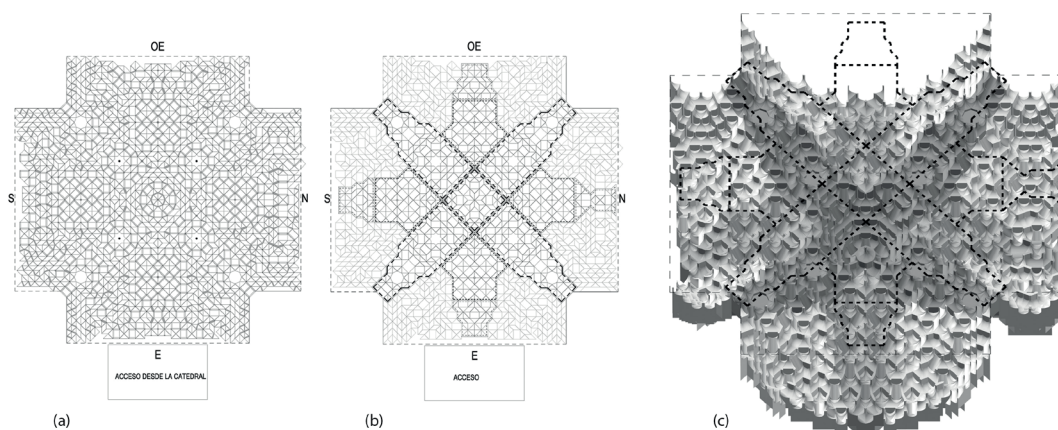 OE
S
N
E
ACCESO DESDE LA CATEDRAL
(a)
OE
S
N
E
ACCESO
(b)
(c)